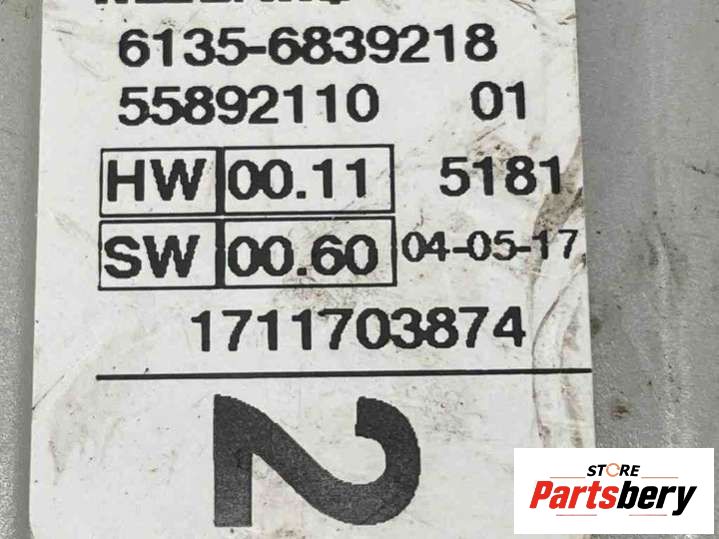 6135-6839218
55892110 01
HW 00.11 5181
SW 00.60 04-05-17
1711703874
2
STORE
Partsbery